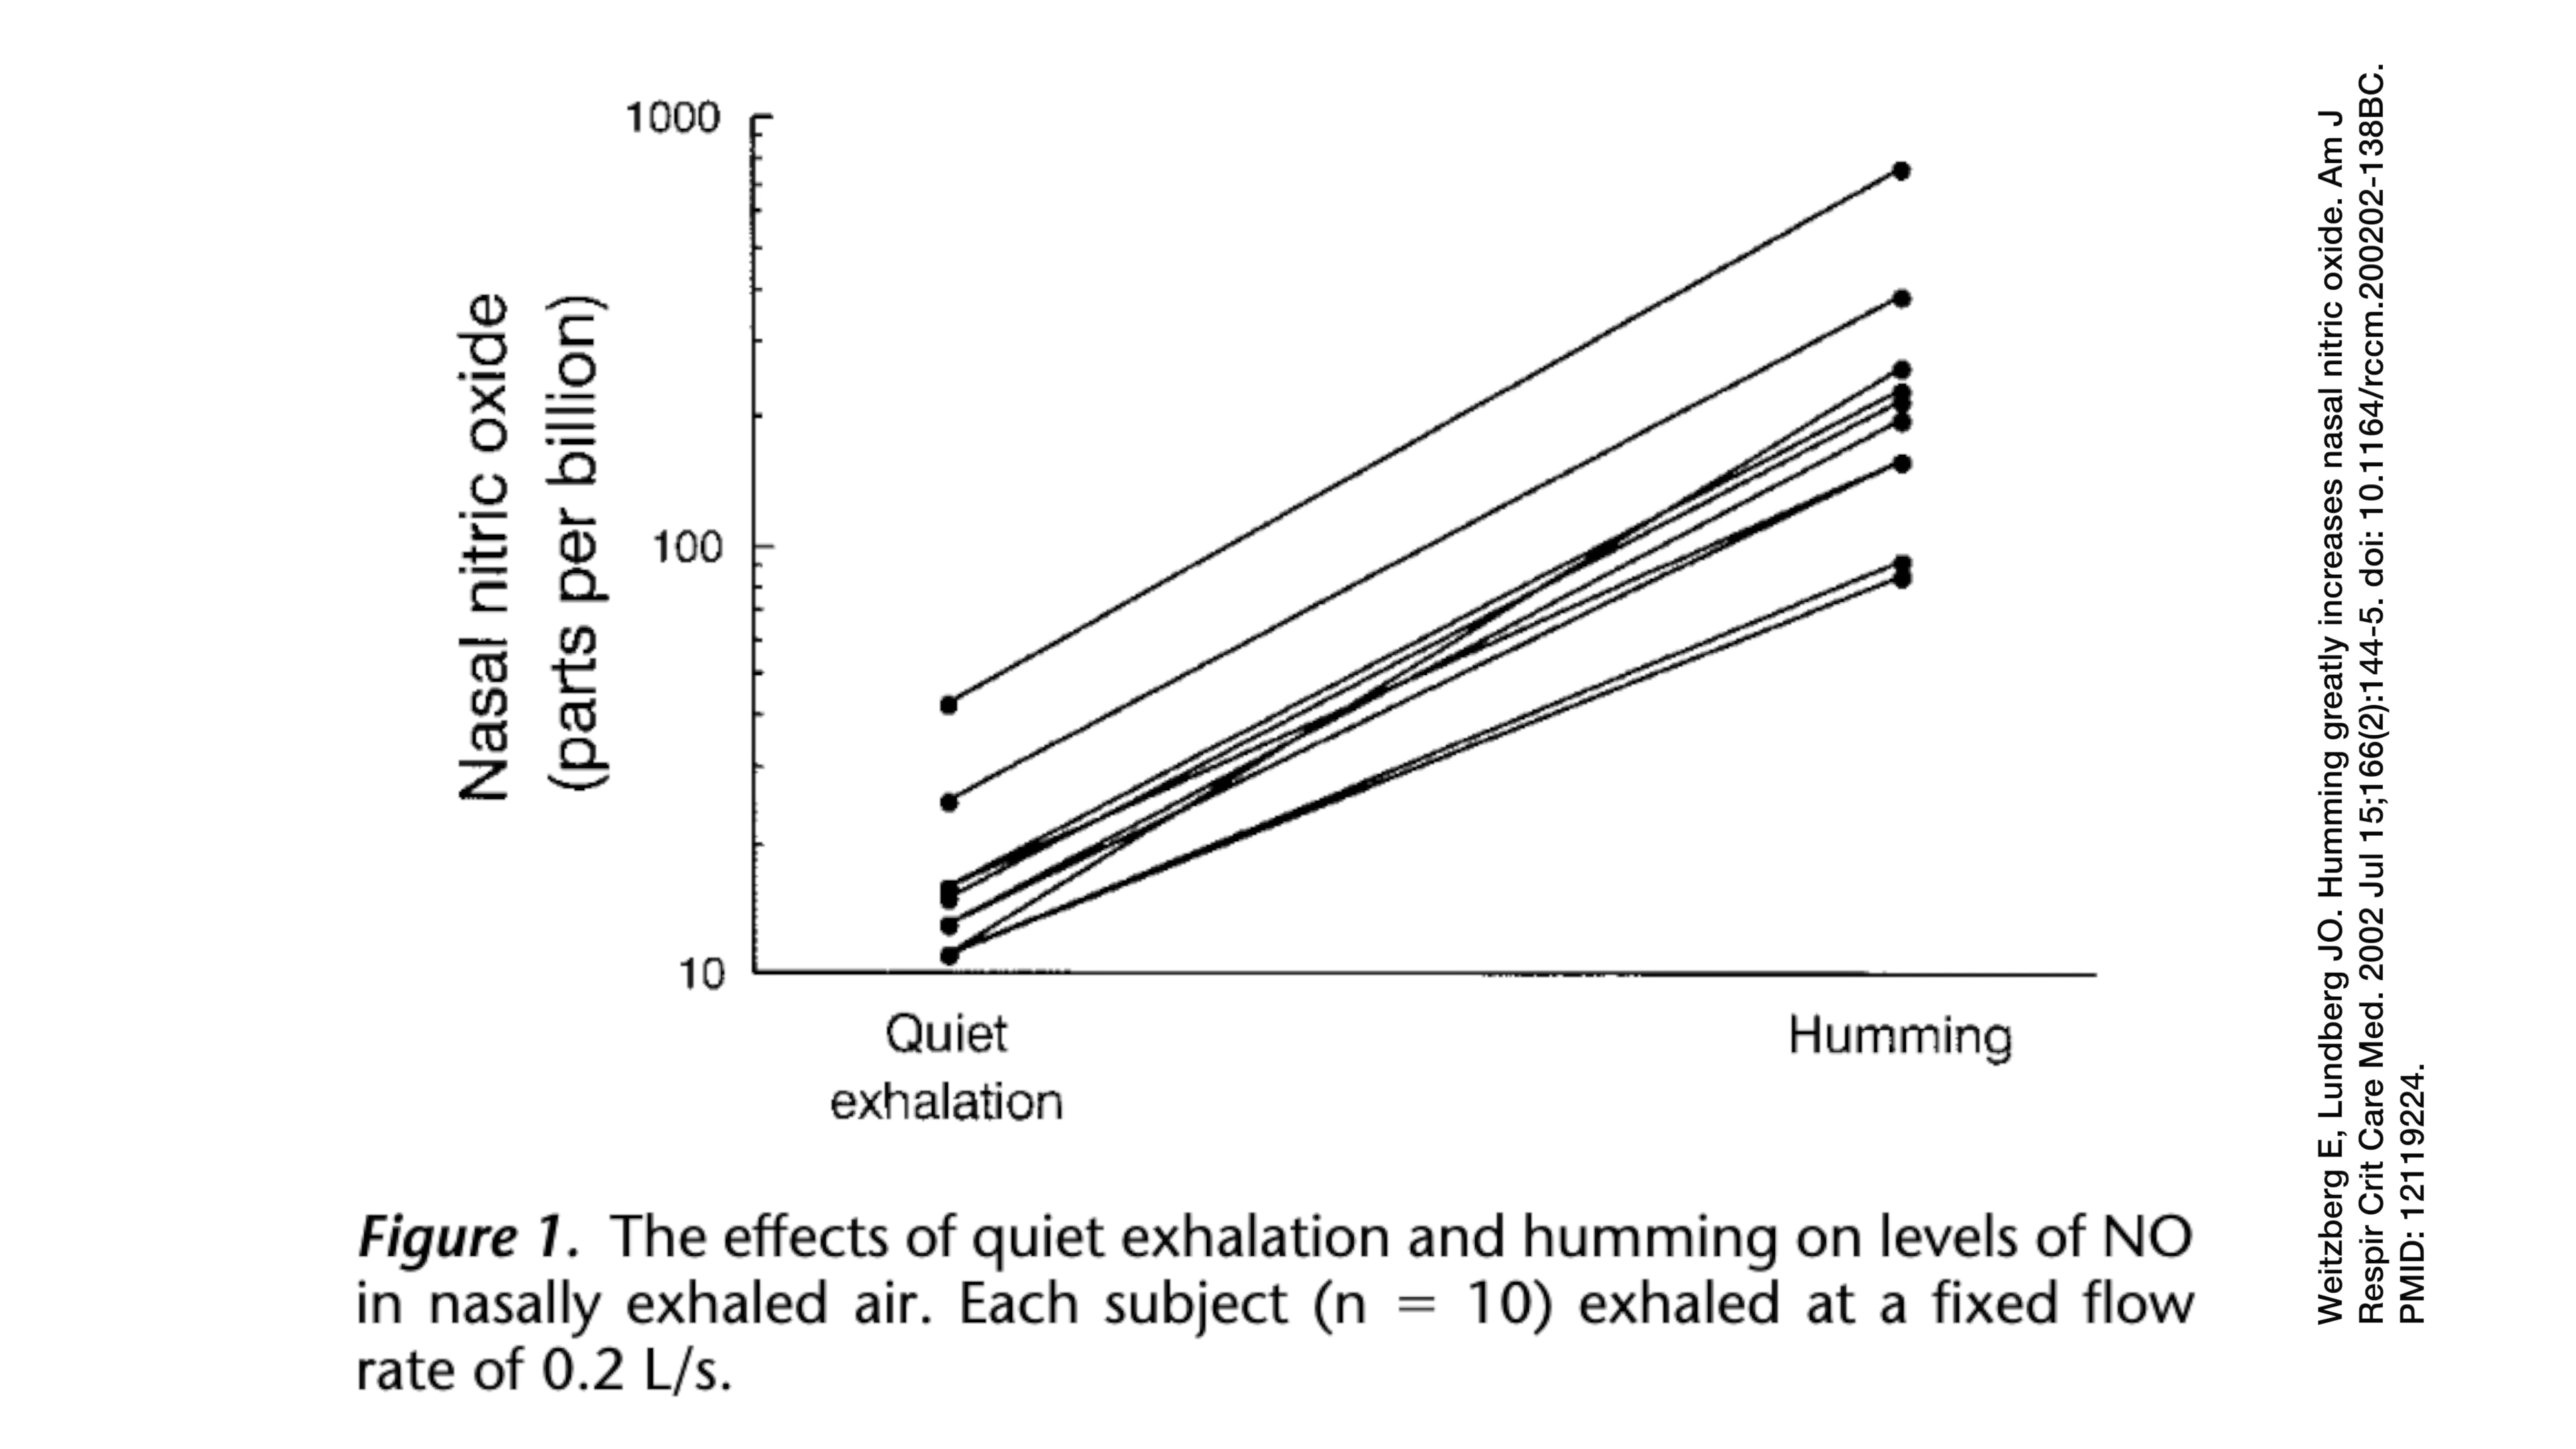 1000
100
10
Nasal nitric oxide
(parts per billion)
Quiet
exhalation
Humming
Figure 1. The effects of quiet exhalation and humming on levels of NO
in nasally exhaled air. Each subject (n = 10) exhaled at a fixed flow
rate of 0.2 L/s.
Weitzberg E, Lundberg JO. Humming greatly increases nasal nitric oxide. Am J
Respir Crit Care Med. 2002 Jul 15;166(2):144-5. doi: 10.1164/rccm.200202-138BC.
PMID: 12119224.